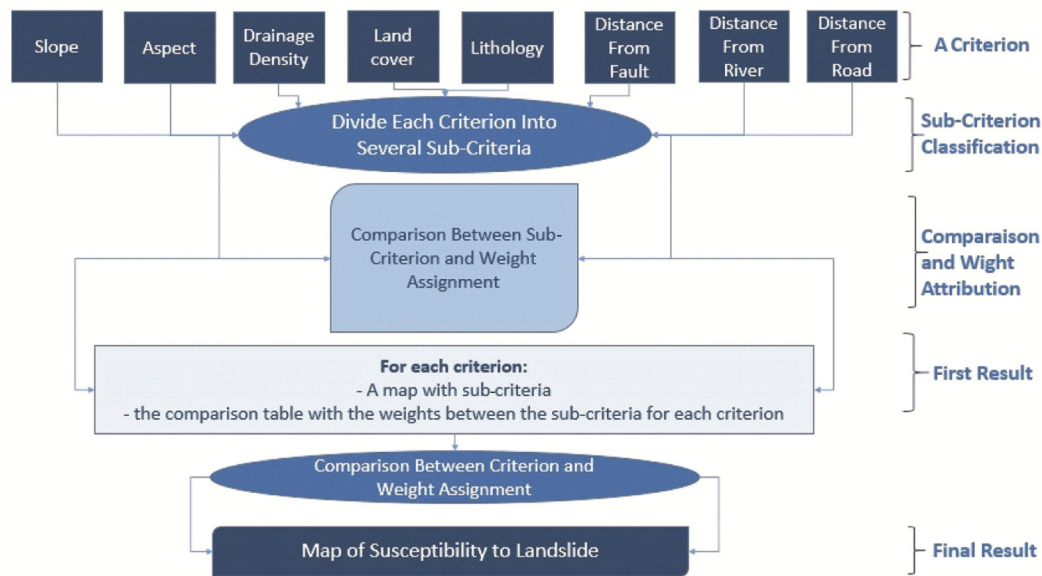 Slope
Aspect
Drainage
Density
Land
cover
Lithology
Distance
From
Fault
Distance
From
River
Distance
From
Road
A Criterion
Divide Each Criterion Into
Several Sub-Criteria
Sub-Criterion
Classification
Comparison Between Sub-
Criterion and Weight
Assignment
Comparaison
and Wight
Attribution
For each criterion:
- A map with sub-criteria
- the comparison table with the weights between the sub-criteria for each criterion
First Result
Comparison Between Criterion and
Weight Assignment
Map of Susceptibility to Landslide
Final Result